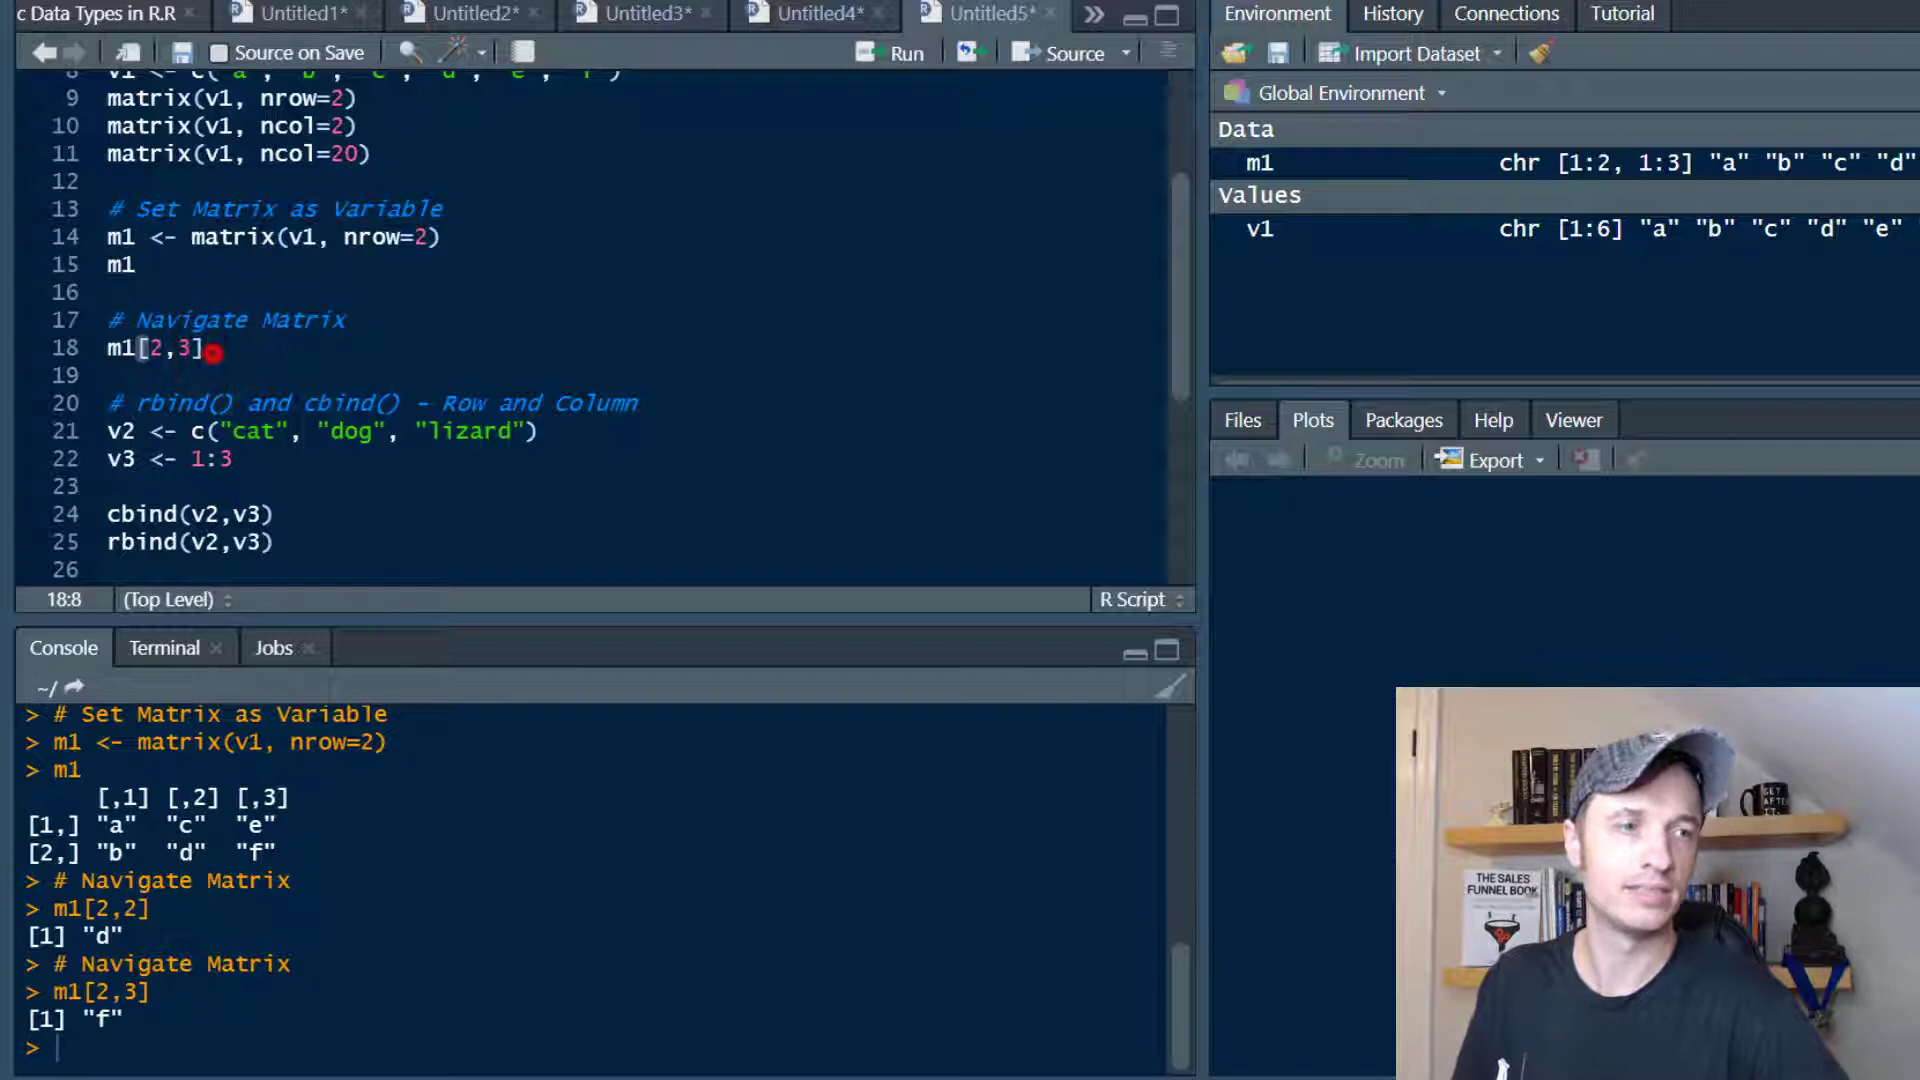 c Data Types in R.R
Untitled1*
Untitled2*
Untitled3*
Untitled4*
Untitled5*
Source on Save
Run
Source
8 v1 <- c("a", "b", "c", "d", "e", "f")
9 matrix(v1, nrow=2)
10 matrix(v1, ncol=2)
11 matrix(v1, ncol=20)
12
13 # Set Matrix as Variable
14 m1 <- matrix(v1, nrow=2)
15 m1
16
17 # Navigate Matrix
18 m1[2,3]
19
20 # rbind() and cbind() - Row and Column
21 v2 <- c("cat", "dog", "lizard")
22 v3 <- 1:3
23
24 cbind(v2,v3)
25 rbind(v2,v3)
26
18:8 (Top Level)
R Script
Console
Terminal
Jobs
~/
> # Set Matrix as Variable
> m1 <- matrix(v1, nrow=2)
> m1
[,1] [,2] [,3]
[1,] "a" "c" "e"
[2,] "b" "d" "f"
> # Navigate Matrix
> m1[2,2]
[1] "d"
> # Navigate Matrix
> m1[2,3]
[1] "f"
>
Environment
History
Connections
Tutorial
Import Dataset
Global Environment
Data
m1 chr [1:2, 1:3] "a" "b" "c" "d"
Values
v1 chr [1:6] "a" "b" "c" "d" "e"
Files
Plots
Packages
Help
Viewer
Zoom
Export
GET
AFTER
IT.
THE SALES
FUNNEL BOOK